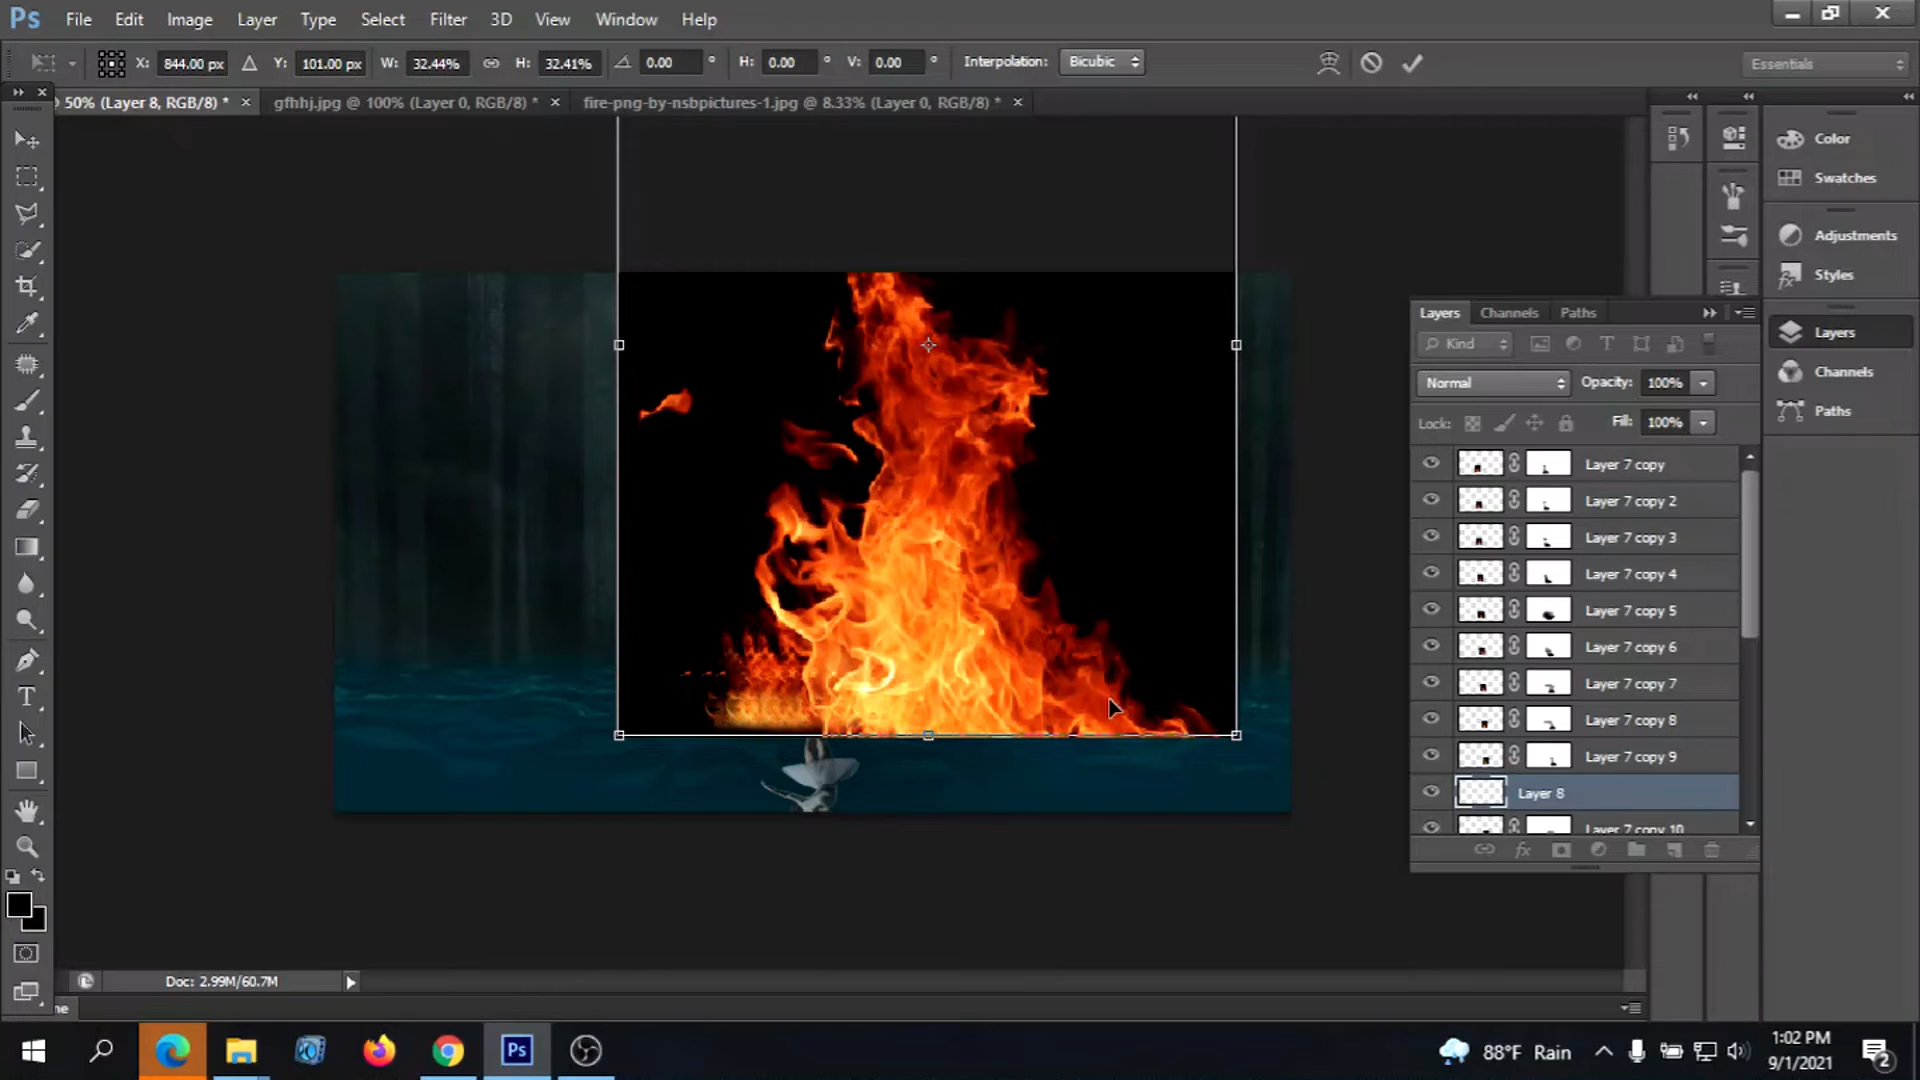 Ps File Edit Image Layer Type Select Filter 3D View Window Help
X: 844.00 px Y: 101.00 px W: 32.44% H: 32.41% 0.00 ° H: 0.00 ° V: 0.00 ° Interpolation: Bicubic Essentials
50% (Layer 8, RGB/8) * × gfhhj.jpg @ 100% (Layer 0, RGB/8) * × fire-png-by-nsbpictures-1.jpg @ 8.33% (Layer 0, RGB/8) * ×
Color
Swatches
Adjustments
Styles
Layers
Channels
Paths
Layers Channels Paths
Kind
Normal Opacity: 100%
Lock: Fill: 100%
Layer 7 copy
Layer 7 copy 2
Layer 7 copy 3
Layer 7 copy 4
Layer 7 copy 5
Layer 7 copy 6
Layer 7 copy 7
Layer 7 copy 8
Layer 7 copy 9
Layer 8
Layer 7 copy 10
fx
Doc: 2.99M/60.7M
ne
Ps
88°F Rain
1:02 PM
9/1/2021
2